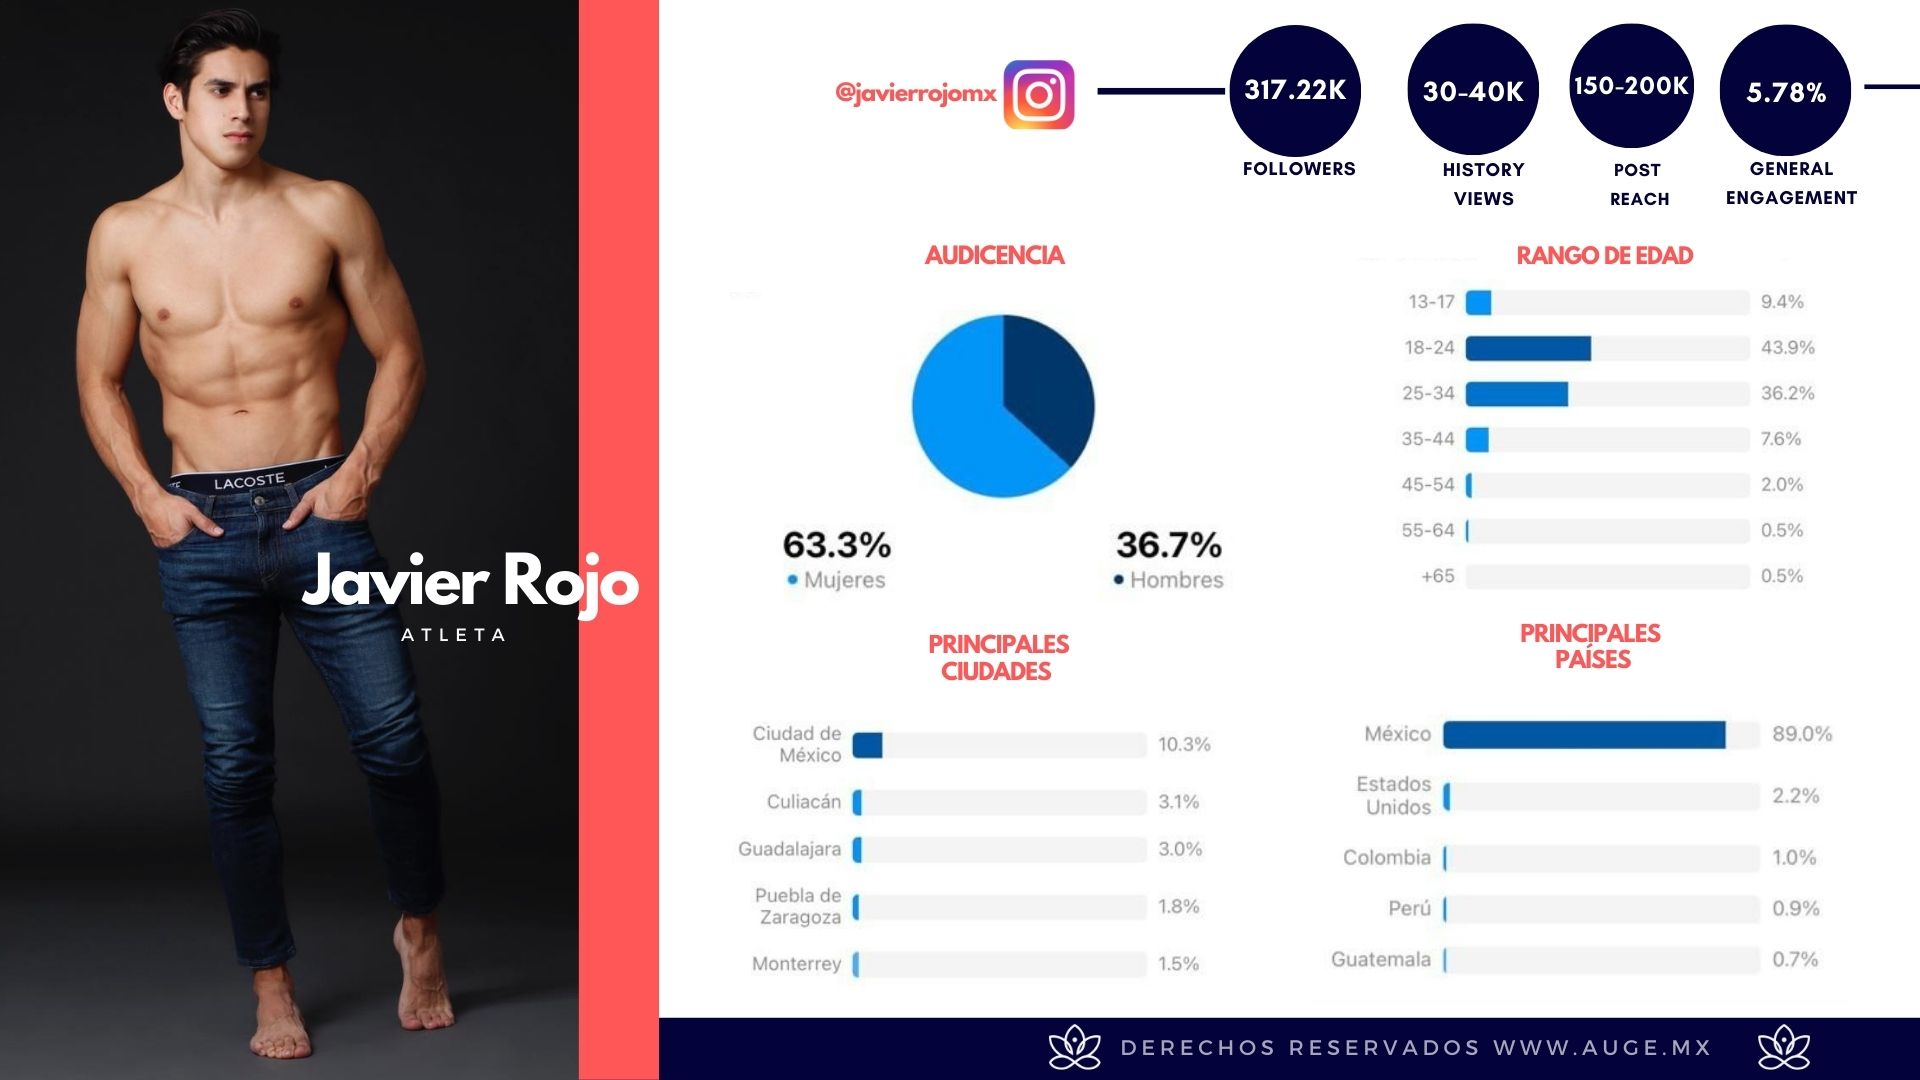 LACOSTE
Javier Rojo
ATLETA
@javierrojomx
317.22K
FOLLOWERS
30-40K
HISTORY
VIEWS
150-200K
POST
REACH
5.78%
GENERAL
ENGAGEMENT
AUDICENCIA
63.3%
Mujeres
36.7%
Hombres
RANGO DE EDAD
13-17 9.4%
18-24 43.9%
25-34 36.2%
35-44 7.6%
45-54 2.0%
55-64 0.5%
+65 0.5%
PRINCIPALES
CIUDADES
Ciudad de
México 10.3%
Culiacán 3.1%
Guadalajara 3.0%
Puebla de
Zaragoza 1.8%
Monterrey 1.5%
PRINCIPALES
PAÍSES
México 89.0%
Estados
Unidos 2.2%
Colombia 1.0%
Perú 0.9%
Guatemala 0.7%
DERECHOS RESERVADOS WWW.AUGE.MX